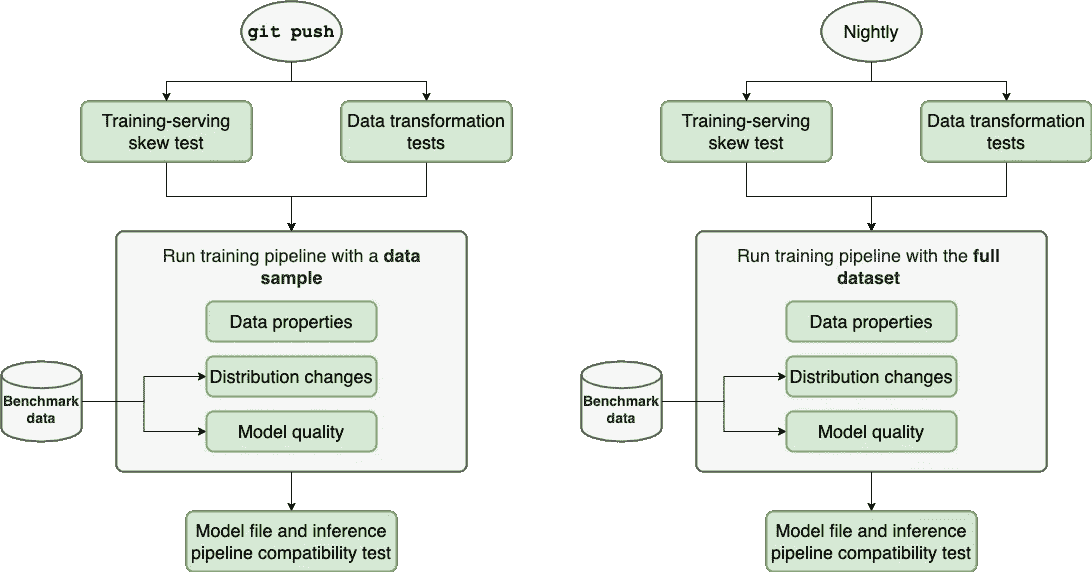 git push
Training-serving
skew test
Data transformation
tests
Run training pipeline with a data
sample
Data properties
Distribution changes
Model quality
Benchmark
data
Model file and inference
pipeline compatibility test
Nightly
Training-serving
skew test
Data transformation
tests
Run training pipeline with the full
dataset
Data properties
Distribution changes
Model quality
Benchmark
data
Model file and inference
pipeline compatibility test